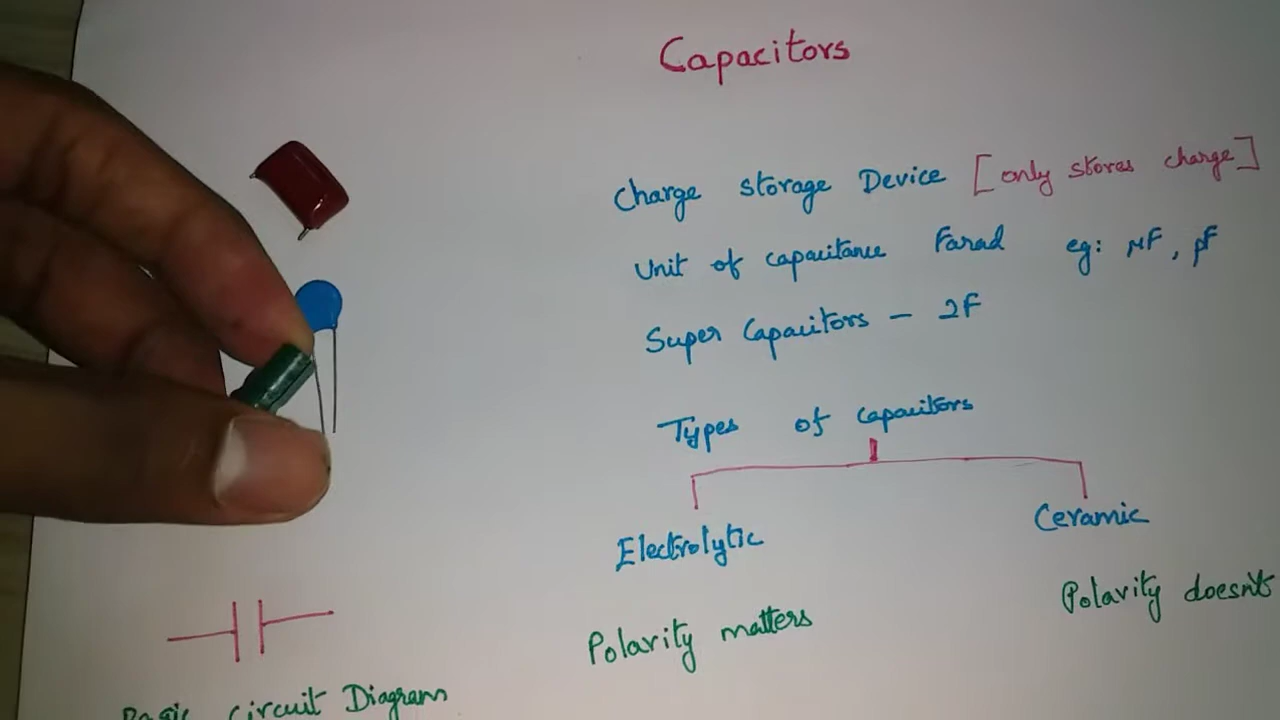 Capacitors
Charge storage Device [only stores charge]
Unit of capacitance Farad eg: μF, pF
Super Capacitors - 2F
Types of capacitors
Electrolytic Ceramic
Polarity matters Polarity doesn't
Basic circuit Diagram